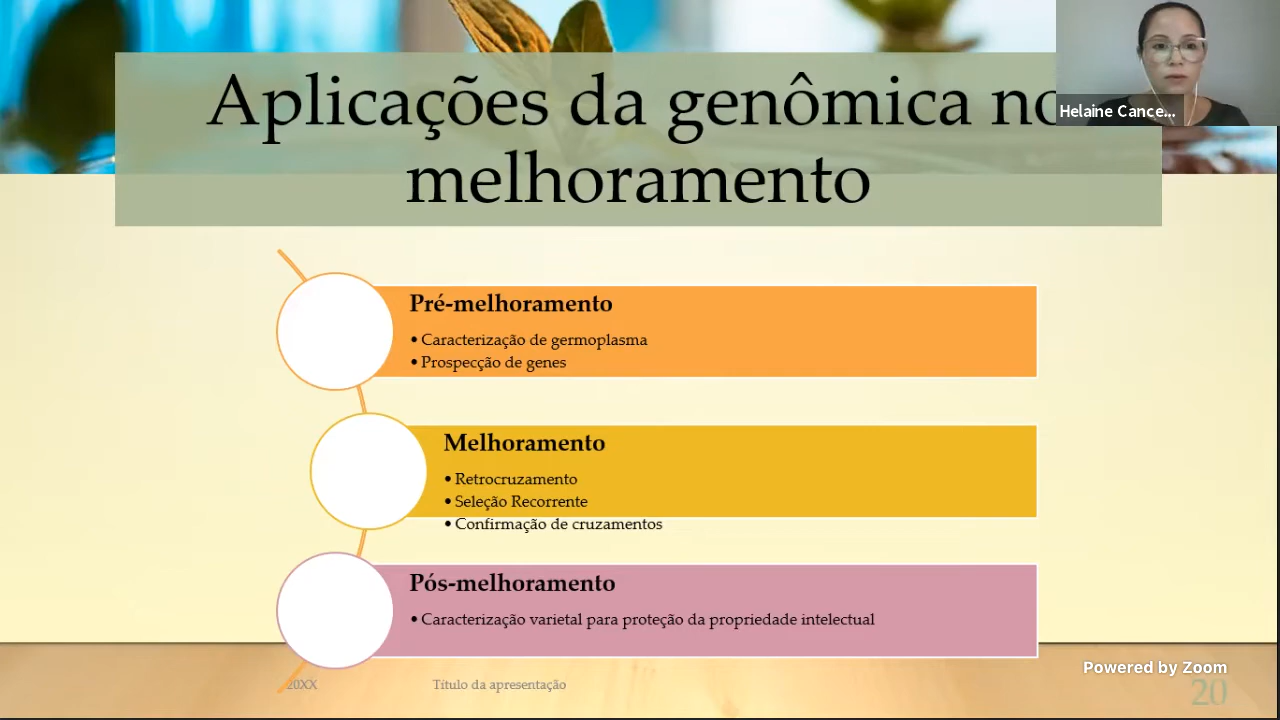 Aplicações da genômica no
melhoramento
Helaine Cance...
Pré-melhoramento
• Caracterização de germoplasma
• Prospecção de genes
Melhoramento
• Retrocruzamento
• Seleção Recorrente
• Confirmação de cruzamentos
Pós-melhoramento
• Caracterização varietal para proteção da propriedade intelectual
Powered by Zoom
20XX
Título da apresentação
20